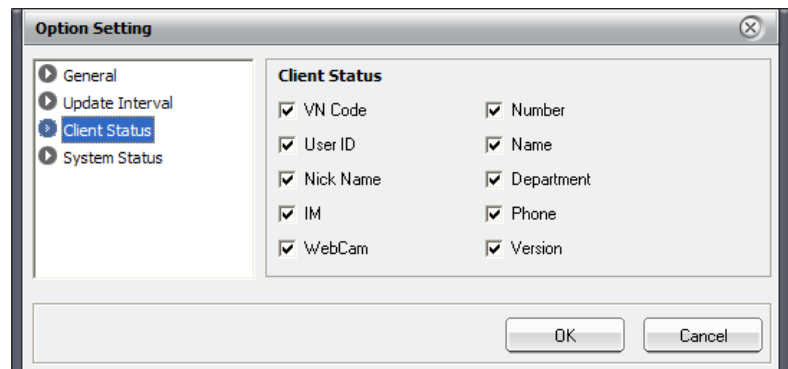 Option Setting
General
Update Interval
Client Status
System Status
Client Status
VN Code
Number
User ID
Name
Nick Name
Department
IM
Phone
WebCam
Version
OK
Cancel